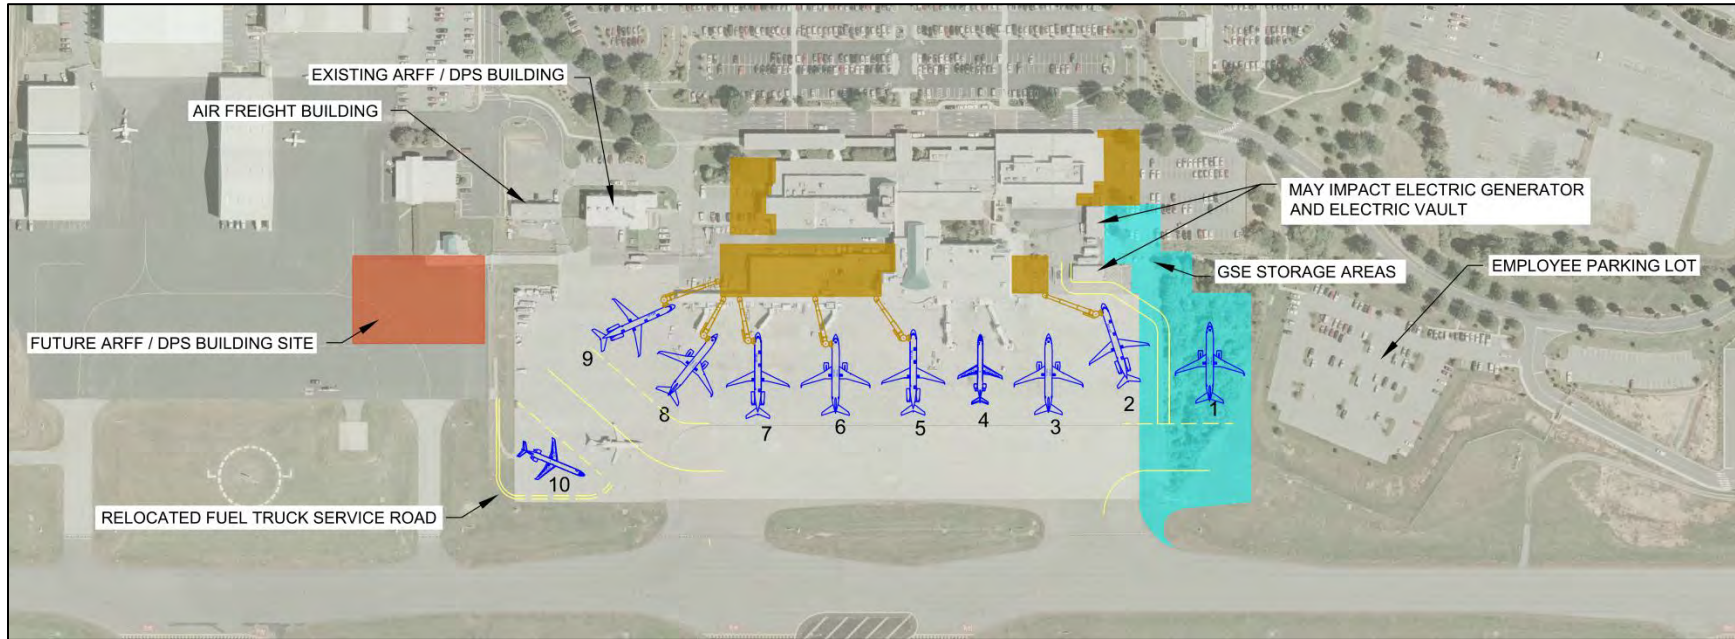 EXISTING ARFF / DPS BUILDING
AIR FREIGHT BUILDING
MAY IMPACT ELECTRIC GENERATOR
AND ELECTRIC VAULT
GSE STORAGE AREAS
EMPLOYEE PARKING LOT
FUTURE ARFF / DPS BUILDING SITE
9
8
7
6
5
4
3
2
1
10
RELOCATED FUEL TRUCK SERVICE ROAD